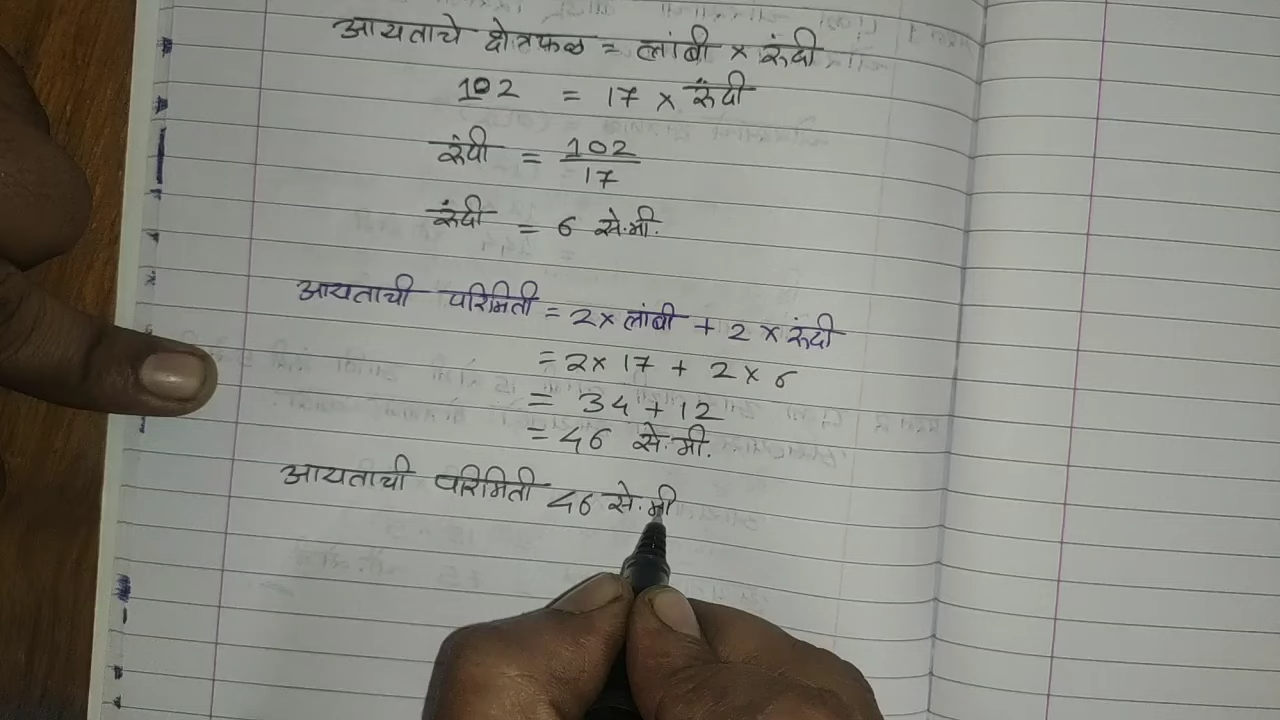 आयताचे क्षेत्रफळ = लांबी × रुंदी
102 = 17 × रुंदी
रुंदी = 102/17
रुंदी = 6 से.मी.
आयताची परिमिती = 2 × लांबी + 2 × रुंदी
= 2 × 17 + 2 × 6
= 34 + 12
= 46 से.मी.
आयताची परिमिती 46 से.मी